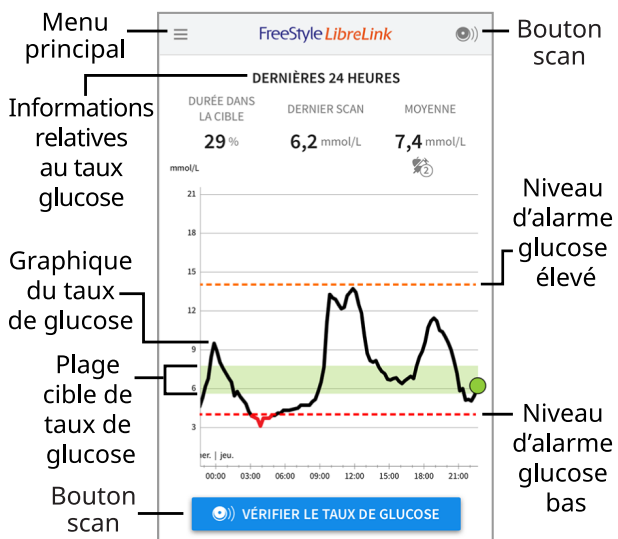 Menu
principal
FreeStyle LibreLink
Bouton
scan
DERNIÈRES 24 HEURES
Informations
relatives
au taux
glucose
DURÉE DANS
LA CIBLE
29 %
DERNIER SCAN
6,2 mmol/L
MOYENNE
7,4 mmol/L
2
mmol/L
21
18
15
12
9
6
3
Niveau
d'alarme
glucose
élevé
Graphique
du taux
de glucose
Plage
cible de
taux de
glucose
Niveau
d'alarme
glucose
bas
er. | jeu.
00:00 03:00 06:00 09:00 12:00 15:00 18:00 21:00
Bouton
scan
VÉRIFIER LE TAUX DE GLUCOSE